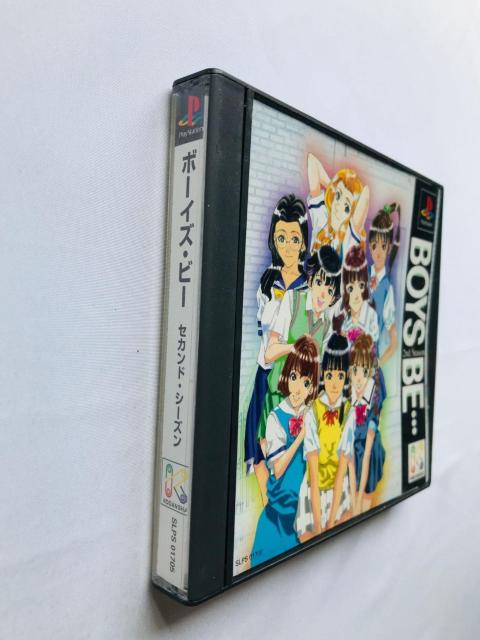 PlayStation
ボーイズ・ビー セカンド・シーズン
KODANSHA
SLPS 01705
BOYS BE...
2nd Season
SLPS 01705